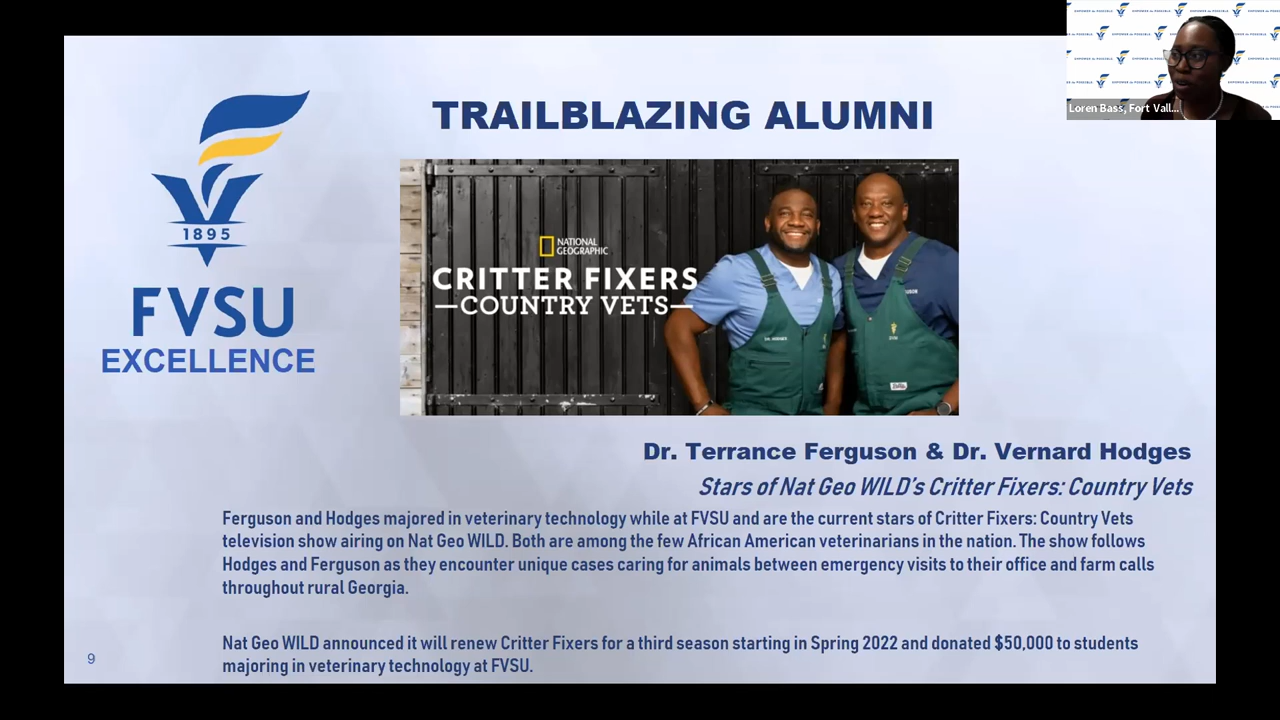 TRAILBLAZING ALUMNI
Loren Bass, Fort Vall...
1895
FVSU
EXCELLENCE
NATIONAL
GEOGRAPHIC
CRITTER FIXERS
—COUNTRY VETS—
DR. HODGES
Dr. Terrance Ferguson & Dr. Vernard Hodges
Stars of Nat Geo WILD's Critter Fixers: Country Vets
Ferguson and Hodges majored in veterinary technology while at FVSU and are the current stars of Critter Fixers: Country Vets
television show airing on Nat Geo WILD. Both are among the few African American veterinarians in the nation. The show follows
Hodges and Ferguson as they encounter unique cases caring for animals between emergency visits to their office and farm calls
throughout rural Georgia.
Nat Geo WILD announced it will renew Critter Fixers for a third season starting in Spring 2022 and donated $50,000 to students
majoring in veterinary technology at FVSU.
9